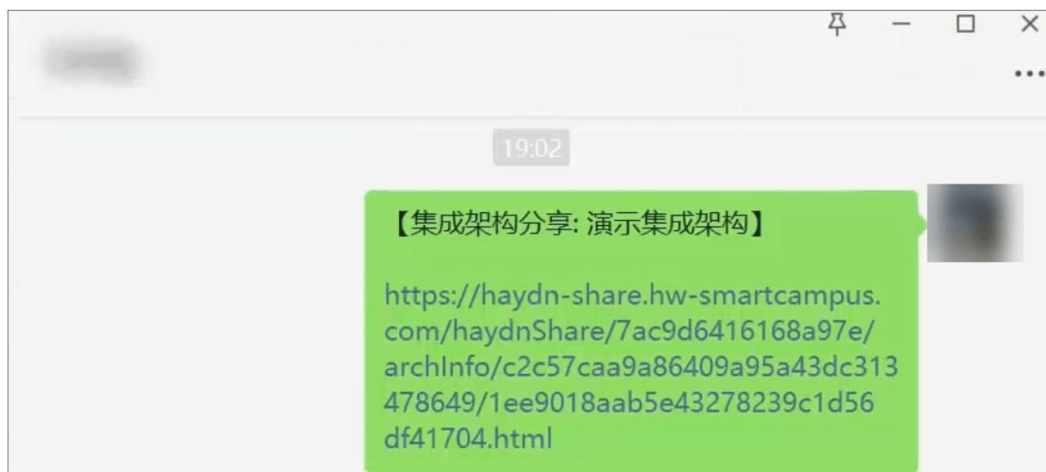 19:02
【集成架构分享: 演示集成架构】
https://haydn-share.hw-smartcampus.
com/haydnShare/7ac9d6416168a97e/
archInfo/c2c57caa9a86409a95a43dc313
478649/1ee9018aab5e43278239c1d56
df41704.html